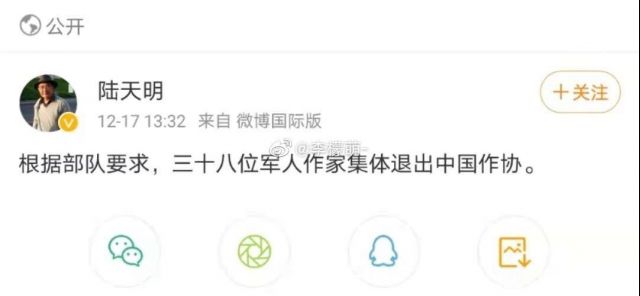 公开
陆天明
+关注
12-17 13:32 来自 微博国际版
根据部队要求，三十八位军人作家集体退出中国作协。